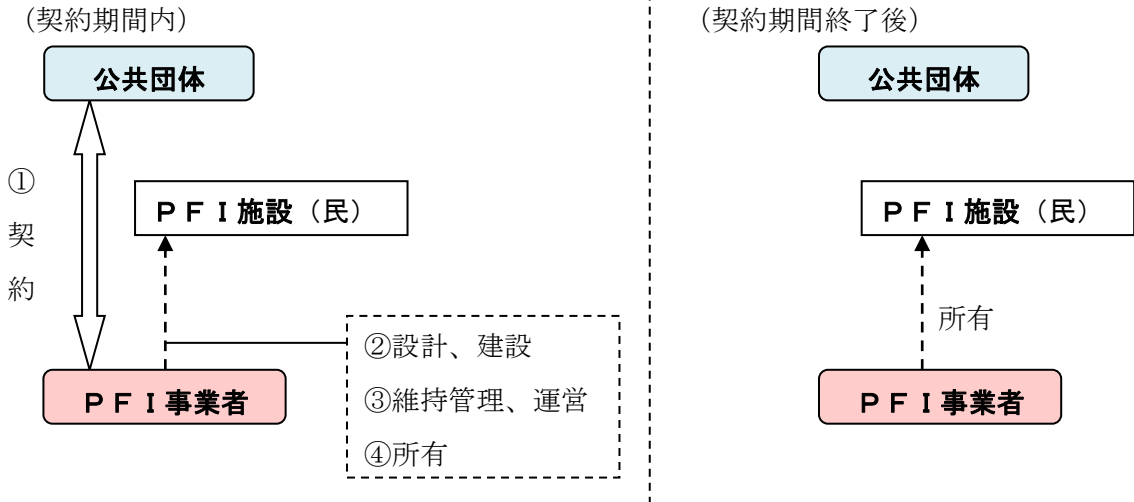 （契約期間内）
公共団体
①
契
約
ＰＦＩ施設（民）
②設計、建設
③維持管理、運営
④所有
ＰＦＩ事業者
（契約期間終了後）
公共団体
ＰＦＩ施設（民）
所有
ＰＦＩ事業者